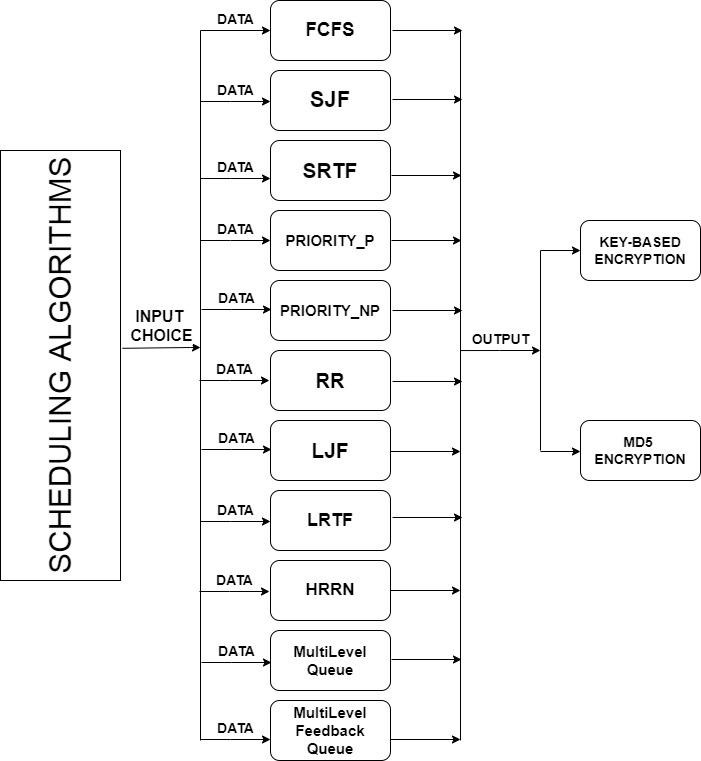 SCHEDULING ALGORITHMS
INPUT
CHOICE
DATA
FCFS
DATA
SJF
DATA
SRTF
DATA
PRIORITY_P
DATA
PRIORITY_NP
DATA
RR
DATA
LJF
DATA
LRTF
DATA
HRRN
DATA
MultiLevel
Queue
DATA
MultiLevel
Feedback
Queue
OUTPUT
KEY-BASED
ENCRYPTION
MD5
ENCRYPTION